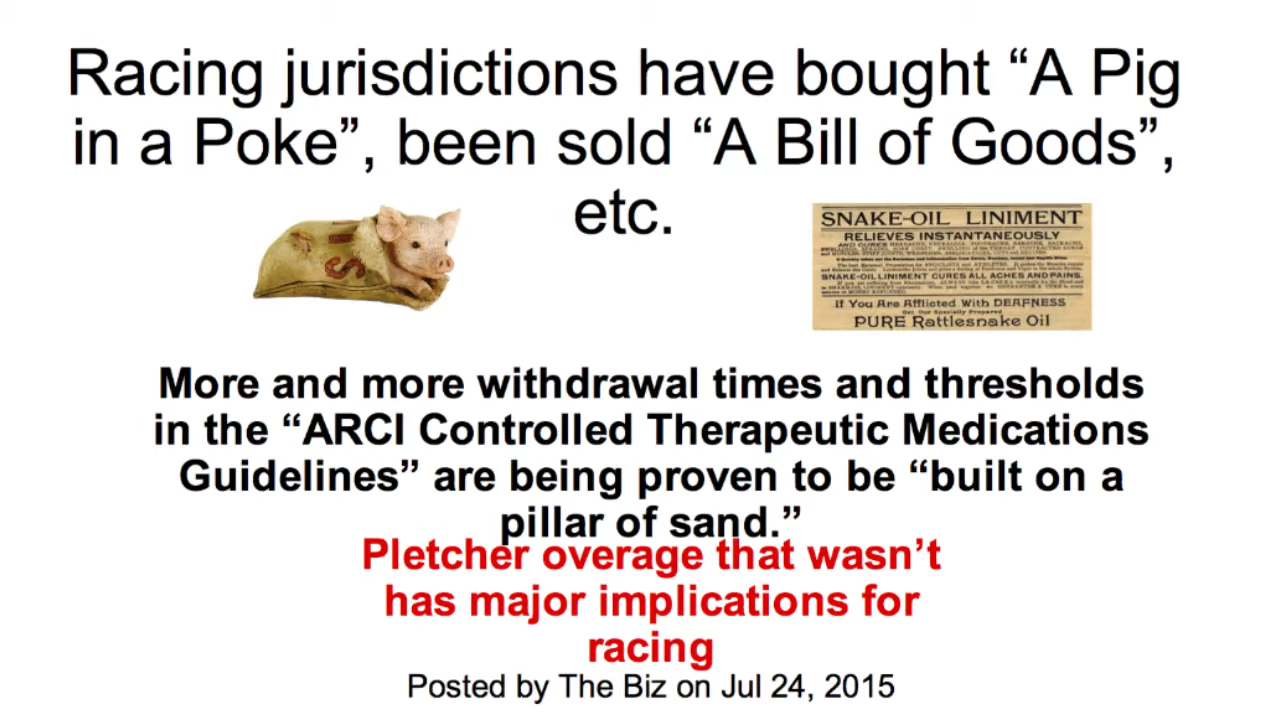 Racing jurisdictions have bought “A Pig
in a Poke”, been sold “A Bill of Goods”,
etc.
SNAKE-OIL LINIMENT
RELIEVES INSTANTANEOUSLY
SNAKE-OIL LINIMENT CURES ALL ACHES AND PAINS.
If You Are Afflicted With DEAFNESS
Get Our Specially Prepared
PURE Rattlesnake Oil
More and more withdrawal times and thresholds
in the “ARCI Controlled Therapeutic Medications
Guidelines” are being proven to be “built on a
pillar of sand.”
Pletcher overage that wasn’t
has major implications for
racing
Posted by The Biz on Jul 24, 2015